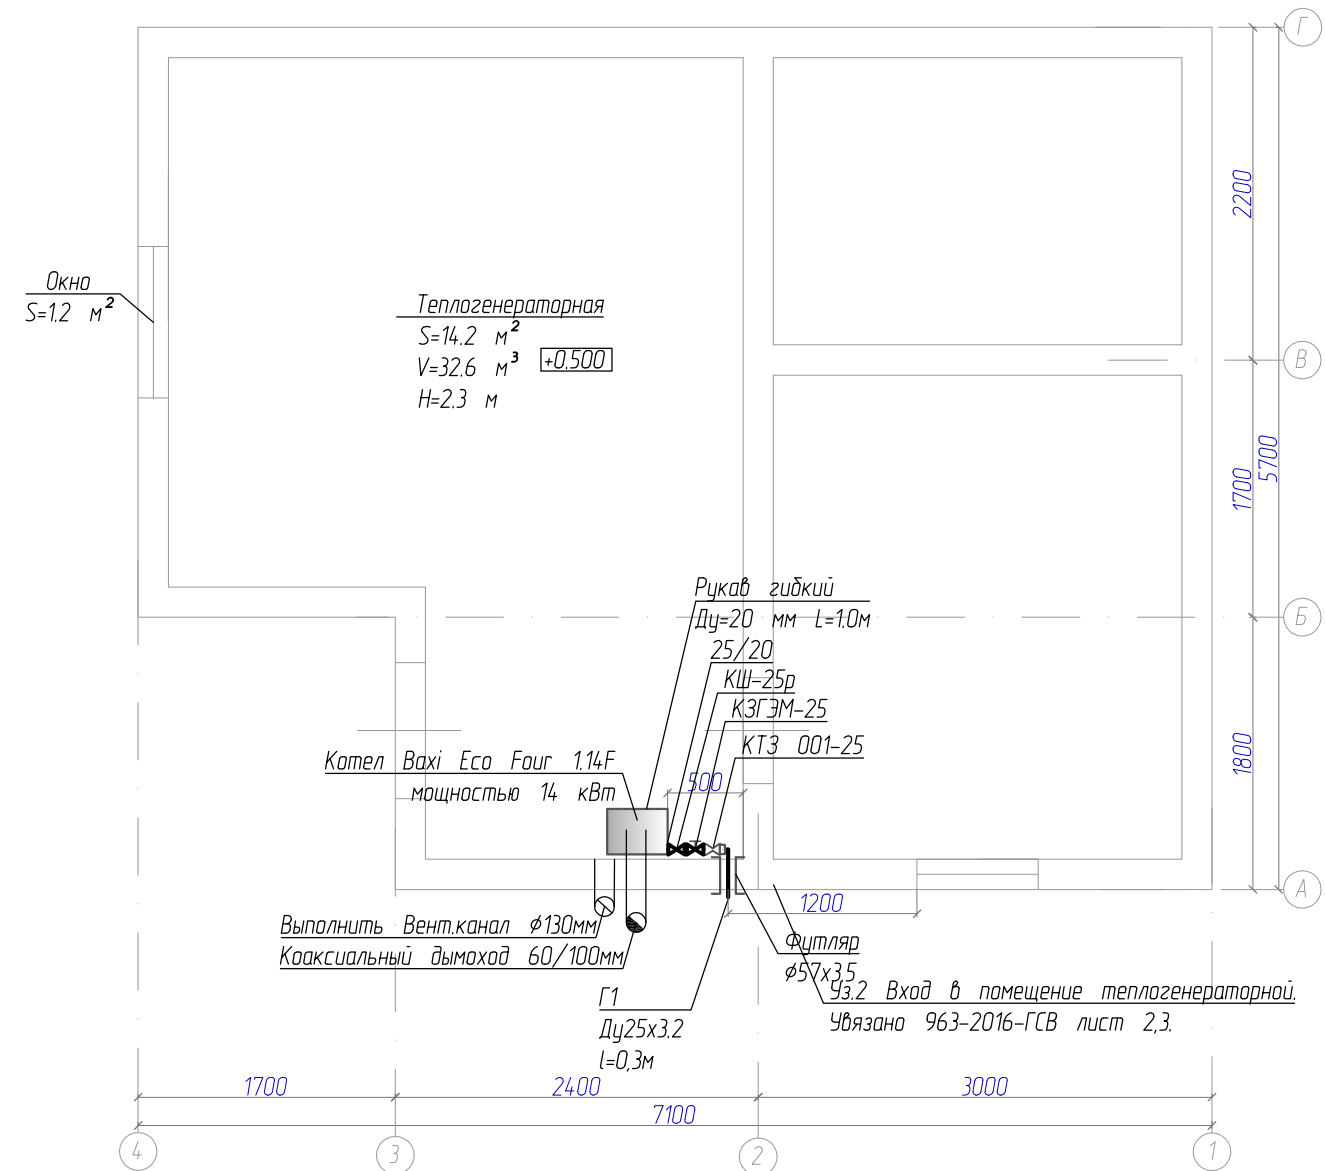 Г
2200
Окно
S=1.2 м²
Теплогенераторная
S=14.2 м²
V=32.6 м³
+0.500
H=2.3 м
В
5700
1700
Рукав гибкий
Ду=20 мм L=1.0м
Б
25/20
КШ-25р
КЗГЭМ-25
КТЗ 001-25
1800
Котел Baxi Eco Four 1.14F
мощностью 14 кВт
500
А
1200
Выполнить Вент.канал ϕ130мм
Коаксиальный дымоход 60/100мм
Футляр
ϕ57х3.5
Г1
Ду25х3.2
l=0,3м
Уз.2 Вход в помещение теплогенераторной.
Увязано 963-2016-ГСВ лист 2,3.
1700
2400
3000
7100
4
3
2
1